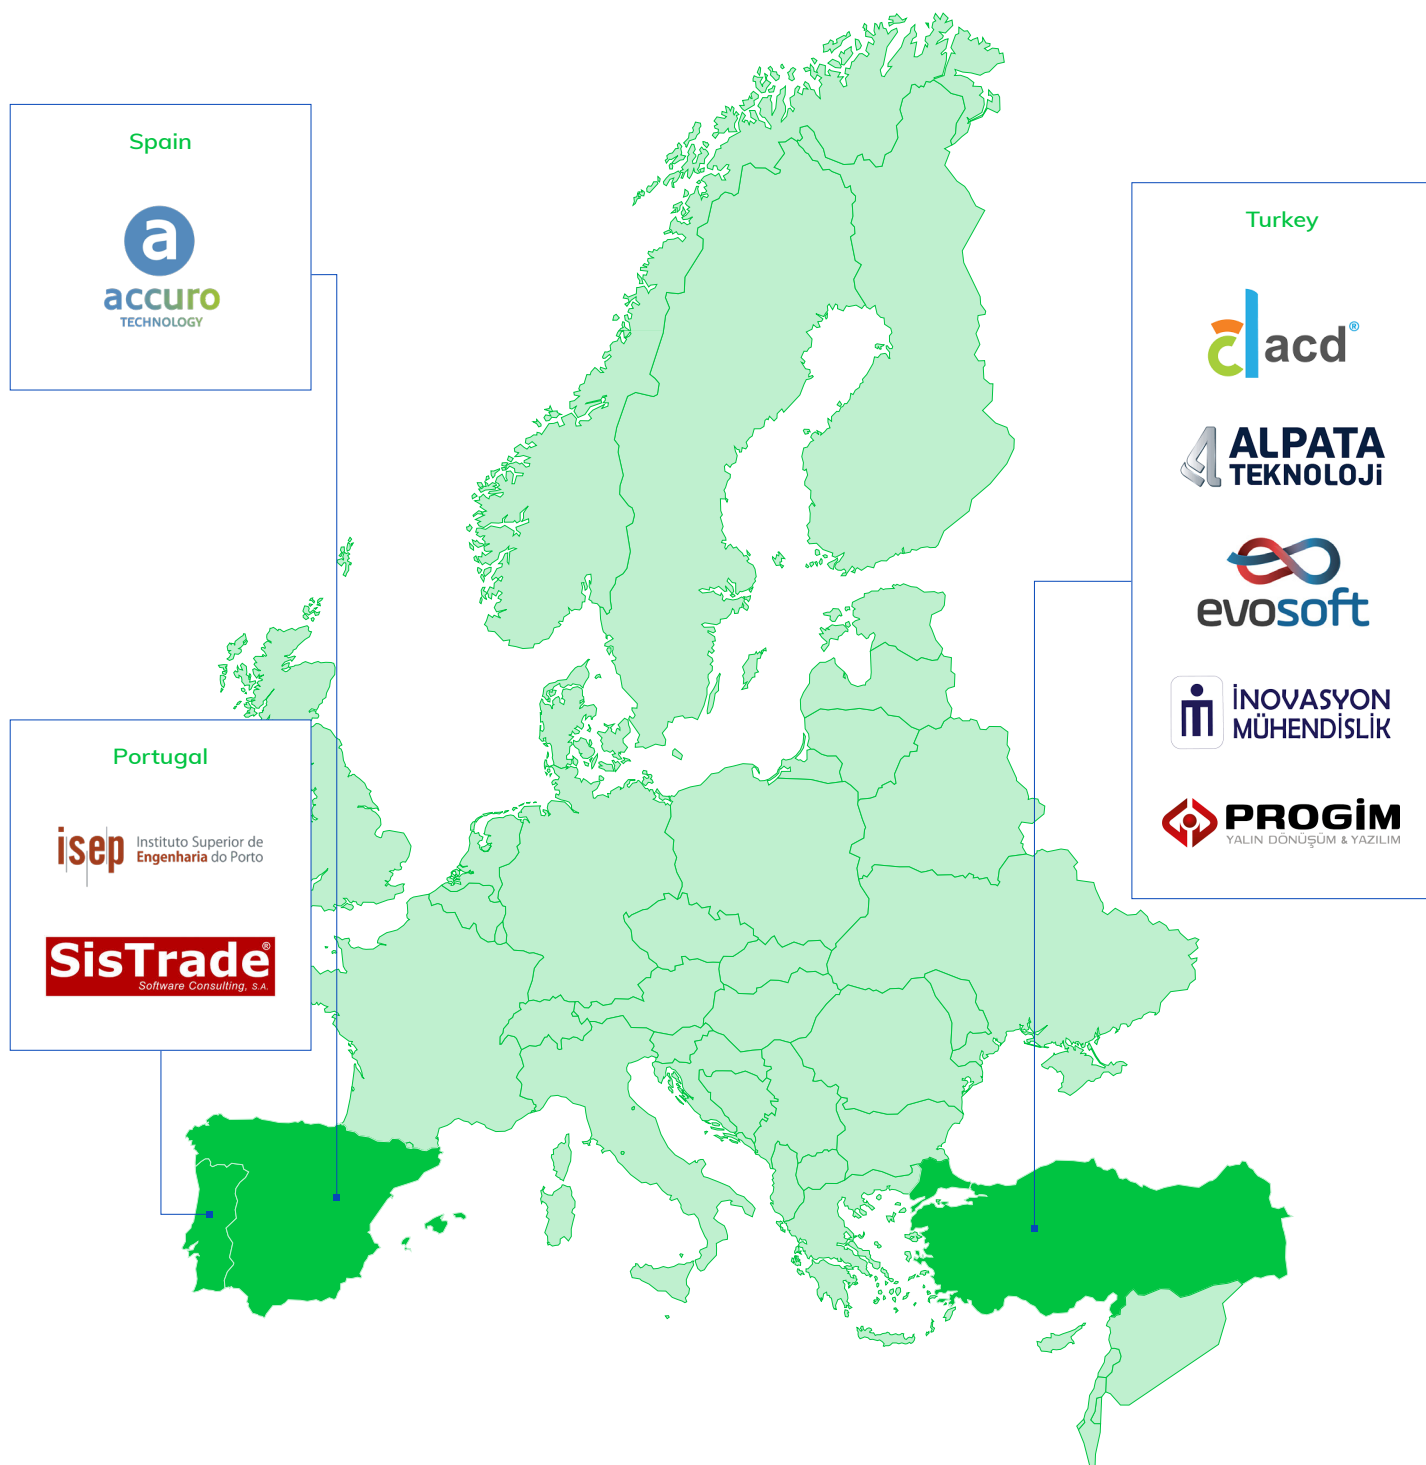 Spain
a
accuro
TECHNOLOGY
Portugal
isep
Instituto Superior de
Engenharia do Porto
SisTrade®
Software Consulting, S.A.
Turkey
acd®
ALPATA
TEKNOLOJi
evosoft
İNOVASYON
MÜHENDİSLİK
PROGİM
YALIN DÖNÜŞÜM & YAZILIM